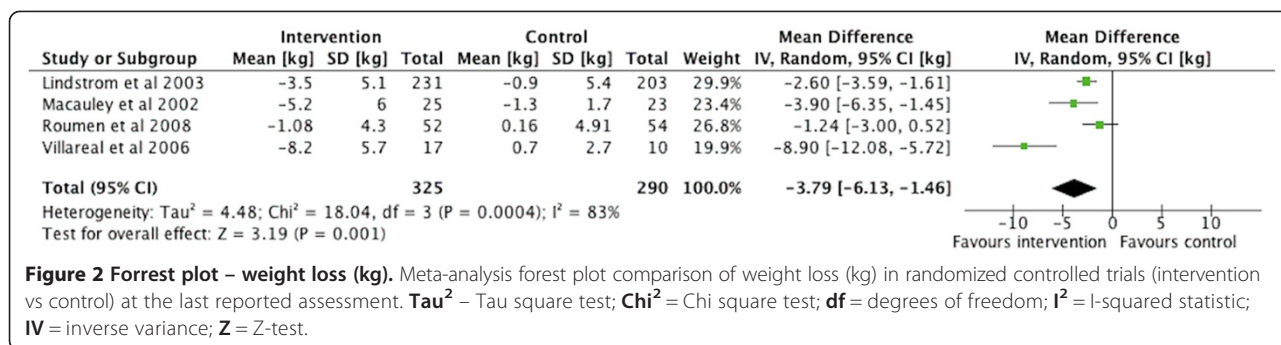 Intervention Control Mean Difference Mean Difference
Study or Subgroup Mean [kg] SD [kg] Total Mean [kg] SD [kg] Total Weight IV, Random, 95% CI [kg] IV, Random, 95% CI [kg]
Lindstrom et al 2003 −3.5 5.1 231 −0.9 5.4 203 29.9% −2.60 [−3.59, −1.61]
Macauley et al 2002 −5.2 6 25 −1.3 1.7 23 23.4% −3.90 [−6.35, −1.45]
Roumen et al 2008 −1.08 4.3 52 0.16 4.91 54 26.8% −1.24 [−3.00, 0.52]
Villareal et al 2006 −8.2 5.7 17 0.7 2.7 10 19.9% −8.90 [−12.08, −5.72]
Total (95% CI) 325 290 100.0% −3.79 [−6.13, −1.46]
Heterogeneity: Tau² = 4.48; Chi² = 18.04, df = 3 (P = 0.0004); I² = 83%
Test for overall effect: Z = 3.19 (P = 0.001)
−10 −5 0 5 10
Favours intervention Favours control
Figure 2 Forrest plot – weight loss (kg). Meta-analysis forest plot comparison of weight loss (kg) in randomized controlled trials (intervention
vs control) at the last reported assessment. Tau² – Tau square test; Chi² = Chi square test; df = degrees of freedom; I² = I-squared statistic;
IV = inverse variance; Z = Z-test.